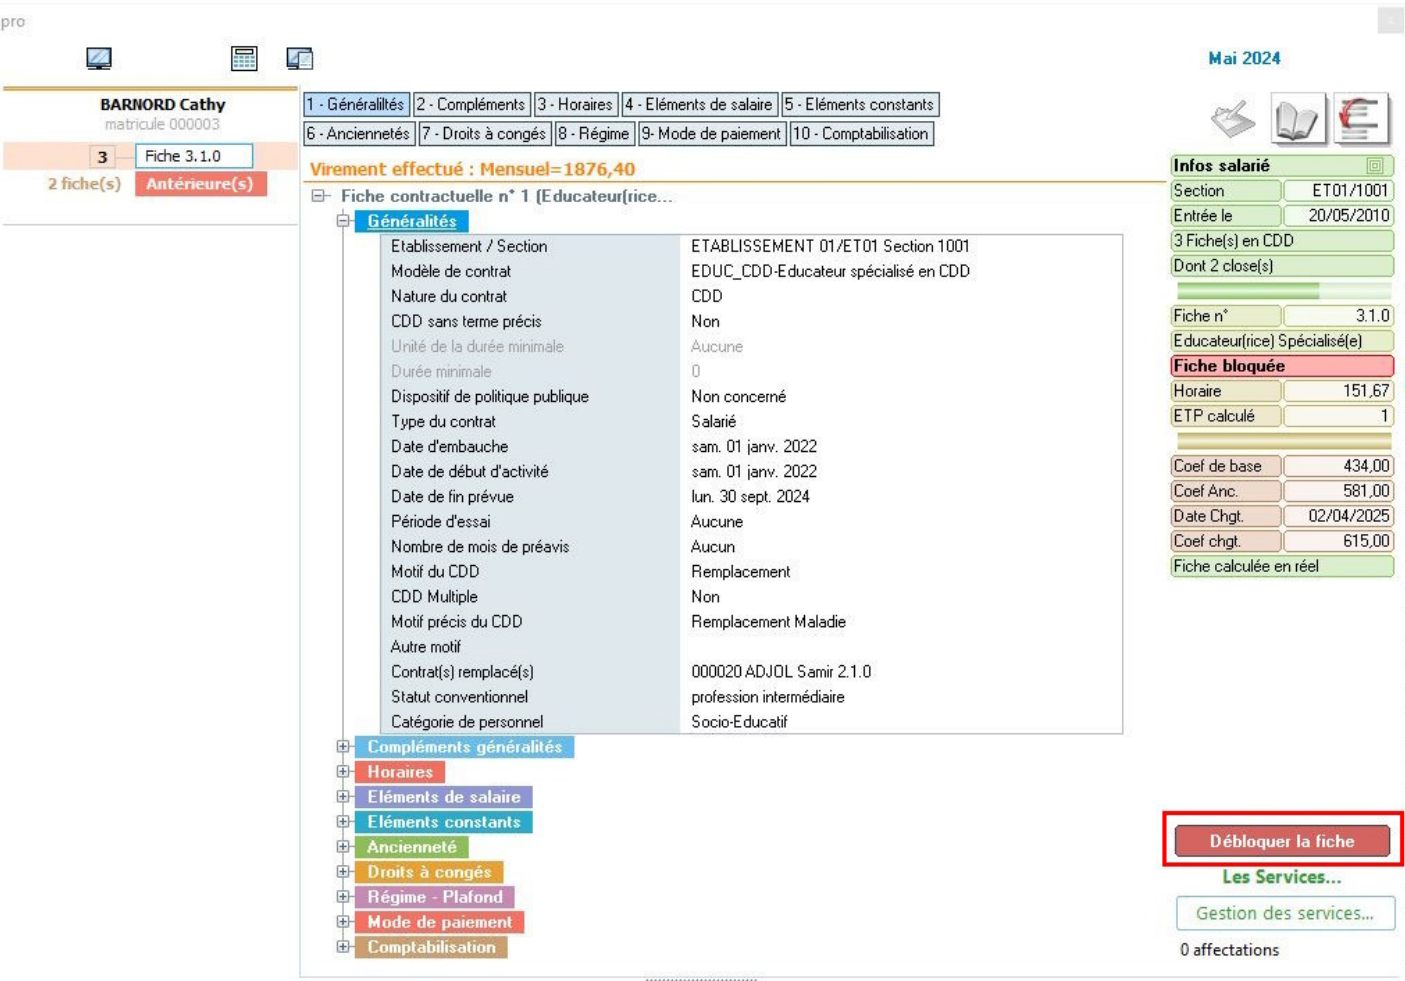 pro
Mai 2024
BARNORD Cathy
matricule 000003
3 Fiche 3.1.0
2 fiche(s) Antérieure(s)
1 - Généraliltés 2 - Compléments 3 - Horaires 4 - Eléments de salaire 5 - Eléments constants
6 - Anciennetés 7 - Droits à congés 8 - Régime 9- Mode de paiement 10 - Comptabilisation
Virement effectué : Mensuel=1876,40
Fiche contractuelle n° 1 (Educateur(rice...
Généralités
Etablissement / Section ETABLISSEMENT 01/ET01 Section 1001
Modèle de contrat EDUC_CDD-Educateur spécialisé en CDD
Nature du contrat CDD
CDD sans terme précis Non
Unité de la durée minimale Aucune
Durée minimale 0
Dispositif de politique publique Non concerné
Type du contrat Salarié
Date d'embauche sam. 01 janv. 2022
Date de début d'activité sam. 01 janv. 2022
Date de fin prévue lun. 30 sept. 2024
Période d'essai Aucune
Nombre de mois de préavis Aucun
Motif du CDD Remplacement
CDD Multiple Non
Motif précis du CDD Remplacement Maladie
Autre motif
Contrat(s) remplacé(s) 000020 ADJOL Samir 2.1.0
Statut conventionnel profession intermédiaire
Catégorie de personnel Socio-Educatif
Compléments généralités
Horaires
Eléments de salaire
Eléments constants
Ancienneté
Droits à congés
Régime - Plafond
Mode de paiement
Comptabilisation
Infos salarié
Section ET01/1001
Entrée le 20/05/2010
3 Fiche(s) en CDD
Dont 2 close(s)
Fiche n° 3.1.0
Educateur(rice) Spécialisé(e)
Fiche bloquée
Horaire 151,67
ETP calculé 1
Coef de base 434,00
Coef Anc. 581,00
Date Chgt. 02/04/2025
Coef chgt. 615,00
Fiche calculée en réel
Débloquer la fiche
Les Services...
Gestion des services...
0 affectations